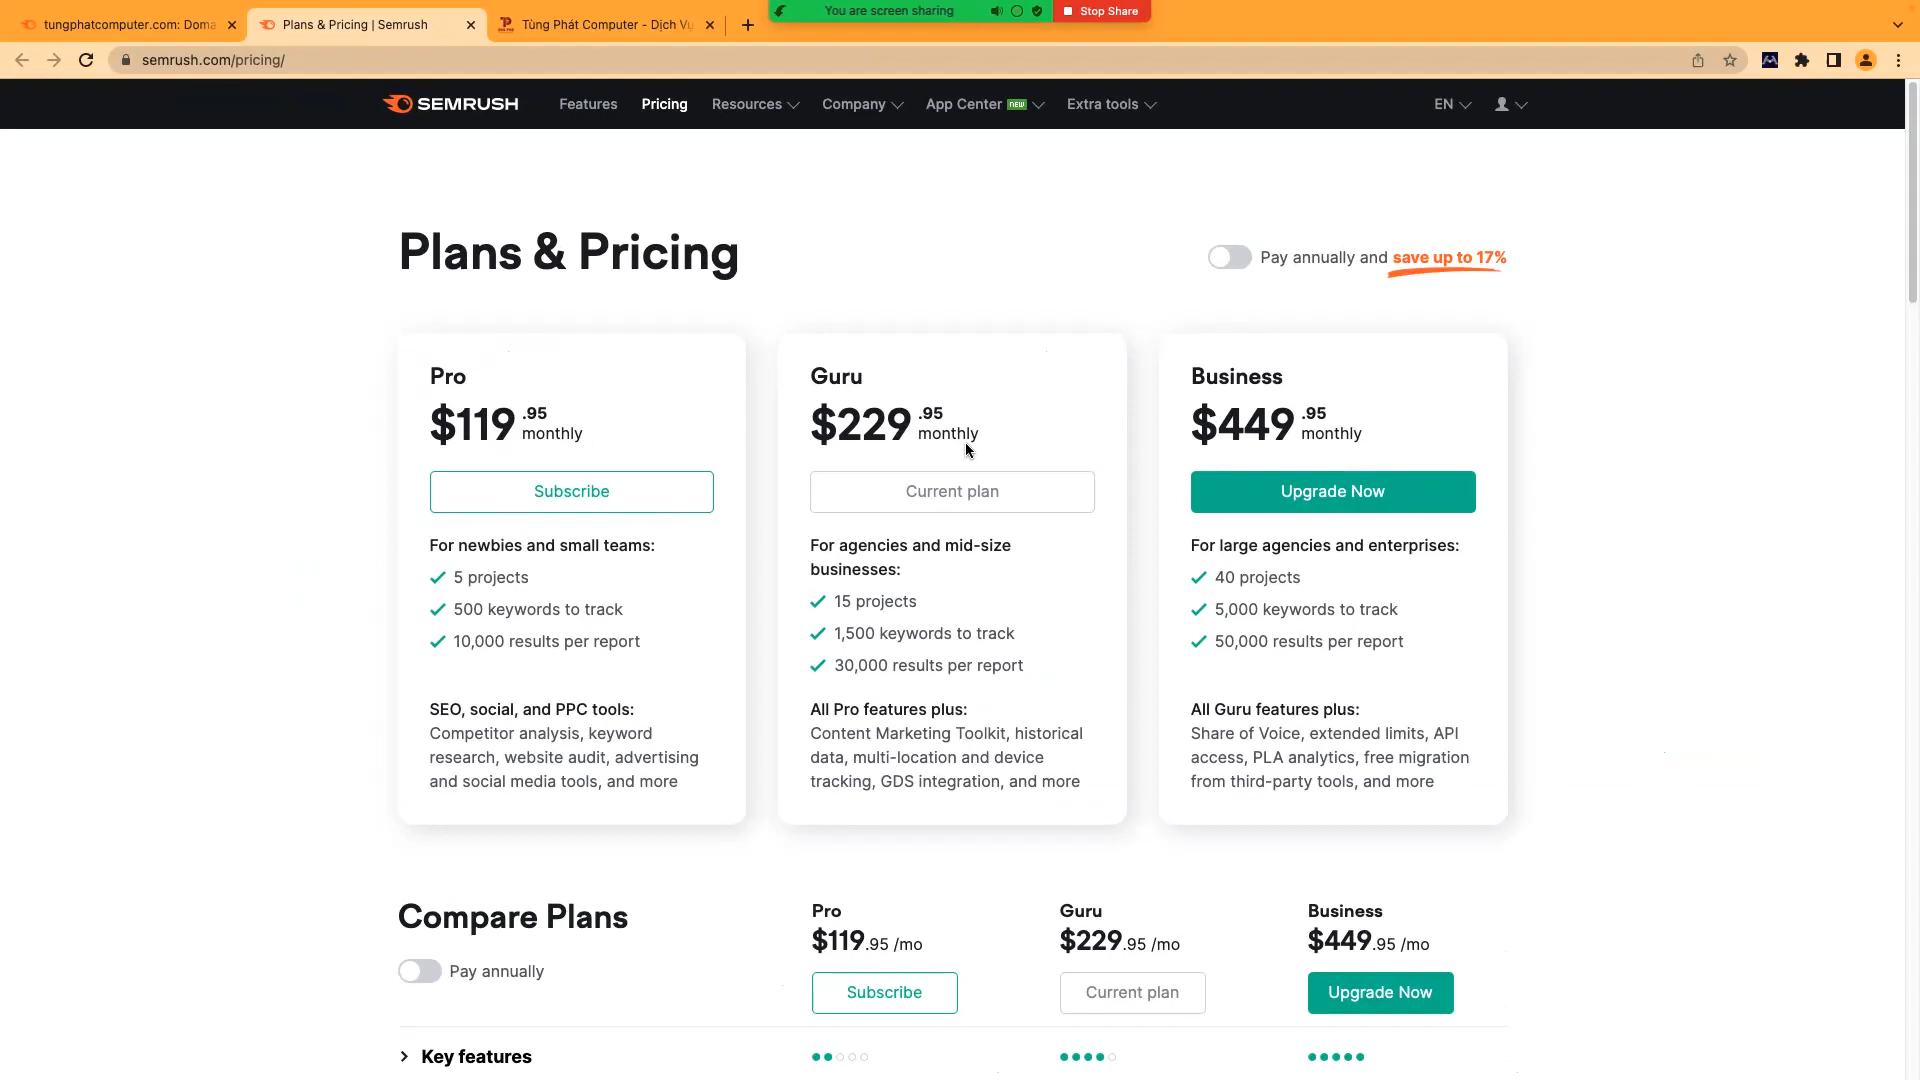 tungphatcomputer.com: Doma
Plans & Pricing | Semrush
Tùng Phát Computer - Dịch Vụ
You are screen sharing
Stop Share
semrush.com/pricing/
SEMRUSH
Features
Pricing
Resources
Company
App Center NEW
Extra tools
EN
Plans & Pricing
Pay annually and save up to 17%
Pro
$119 .95
monthly
Subscribe
For newbies and small teams:
5 projects
500 keywords to track
10,000 results per report
SEO, social, and PPC tools:
Competitor analysis, keyword
research, website audit, advertising
and social media tools, and more
Guru
$229 .95
monthly
Current plan
For agencies and mid-size
businesses:
15 projects
1,500 keywords to track
30,000 results per report
All Pro features plus:
Content Marketing Toolkit, historical
data, multi-location and device
tracking, GDS integration, and more
Business
$449 .95
monthly
Upgrade Now
For large agencies and enterprises:
40 projects
5,000 keywords to track
50,000 results per report
All Guru features plus:
Share of Voice, extended limits, API
access, PLA analytics, free migration
from third-party tools, and more
Compare Plans
Pay annually
Pro
$119.95 /mo
Subscribe
Guru
$229.95 /mo
Current plan
Business
$449.95 /mo
Upgrade Now
Key features